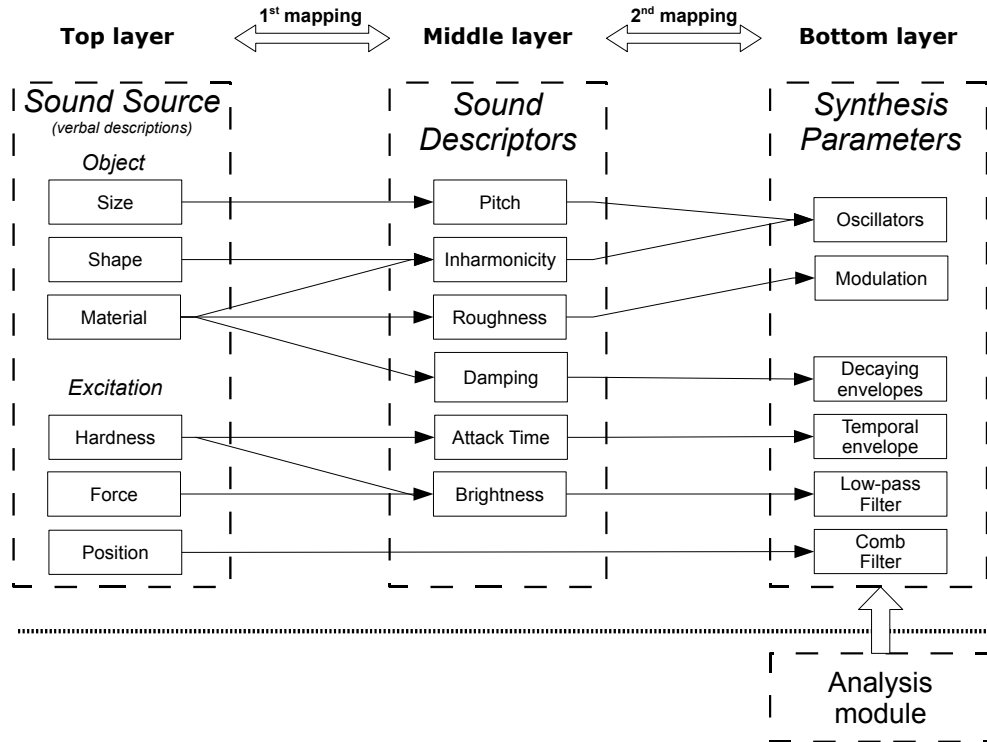 1st mapping
2nd mapping
Top layer
Middle layer
Bottom layer
Sound Source
(verbal descriptions)
Object
Size
Shape
Material
Excitation
Hardness
Force
Position
Sound
Descriptors
Pitch
Inharmonicity
Roughness
Damping
Attack Time
Brightness
Synthesis
Parameters
Oscillators
Modulation
Decaying
envelopes
Temporal
envelope
Low-pass
Filter
Comb
Filter
Analysis
module